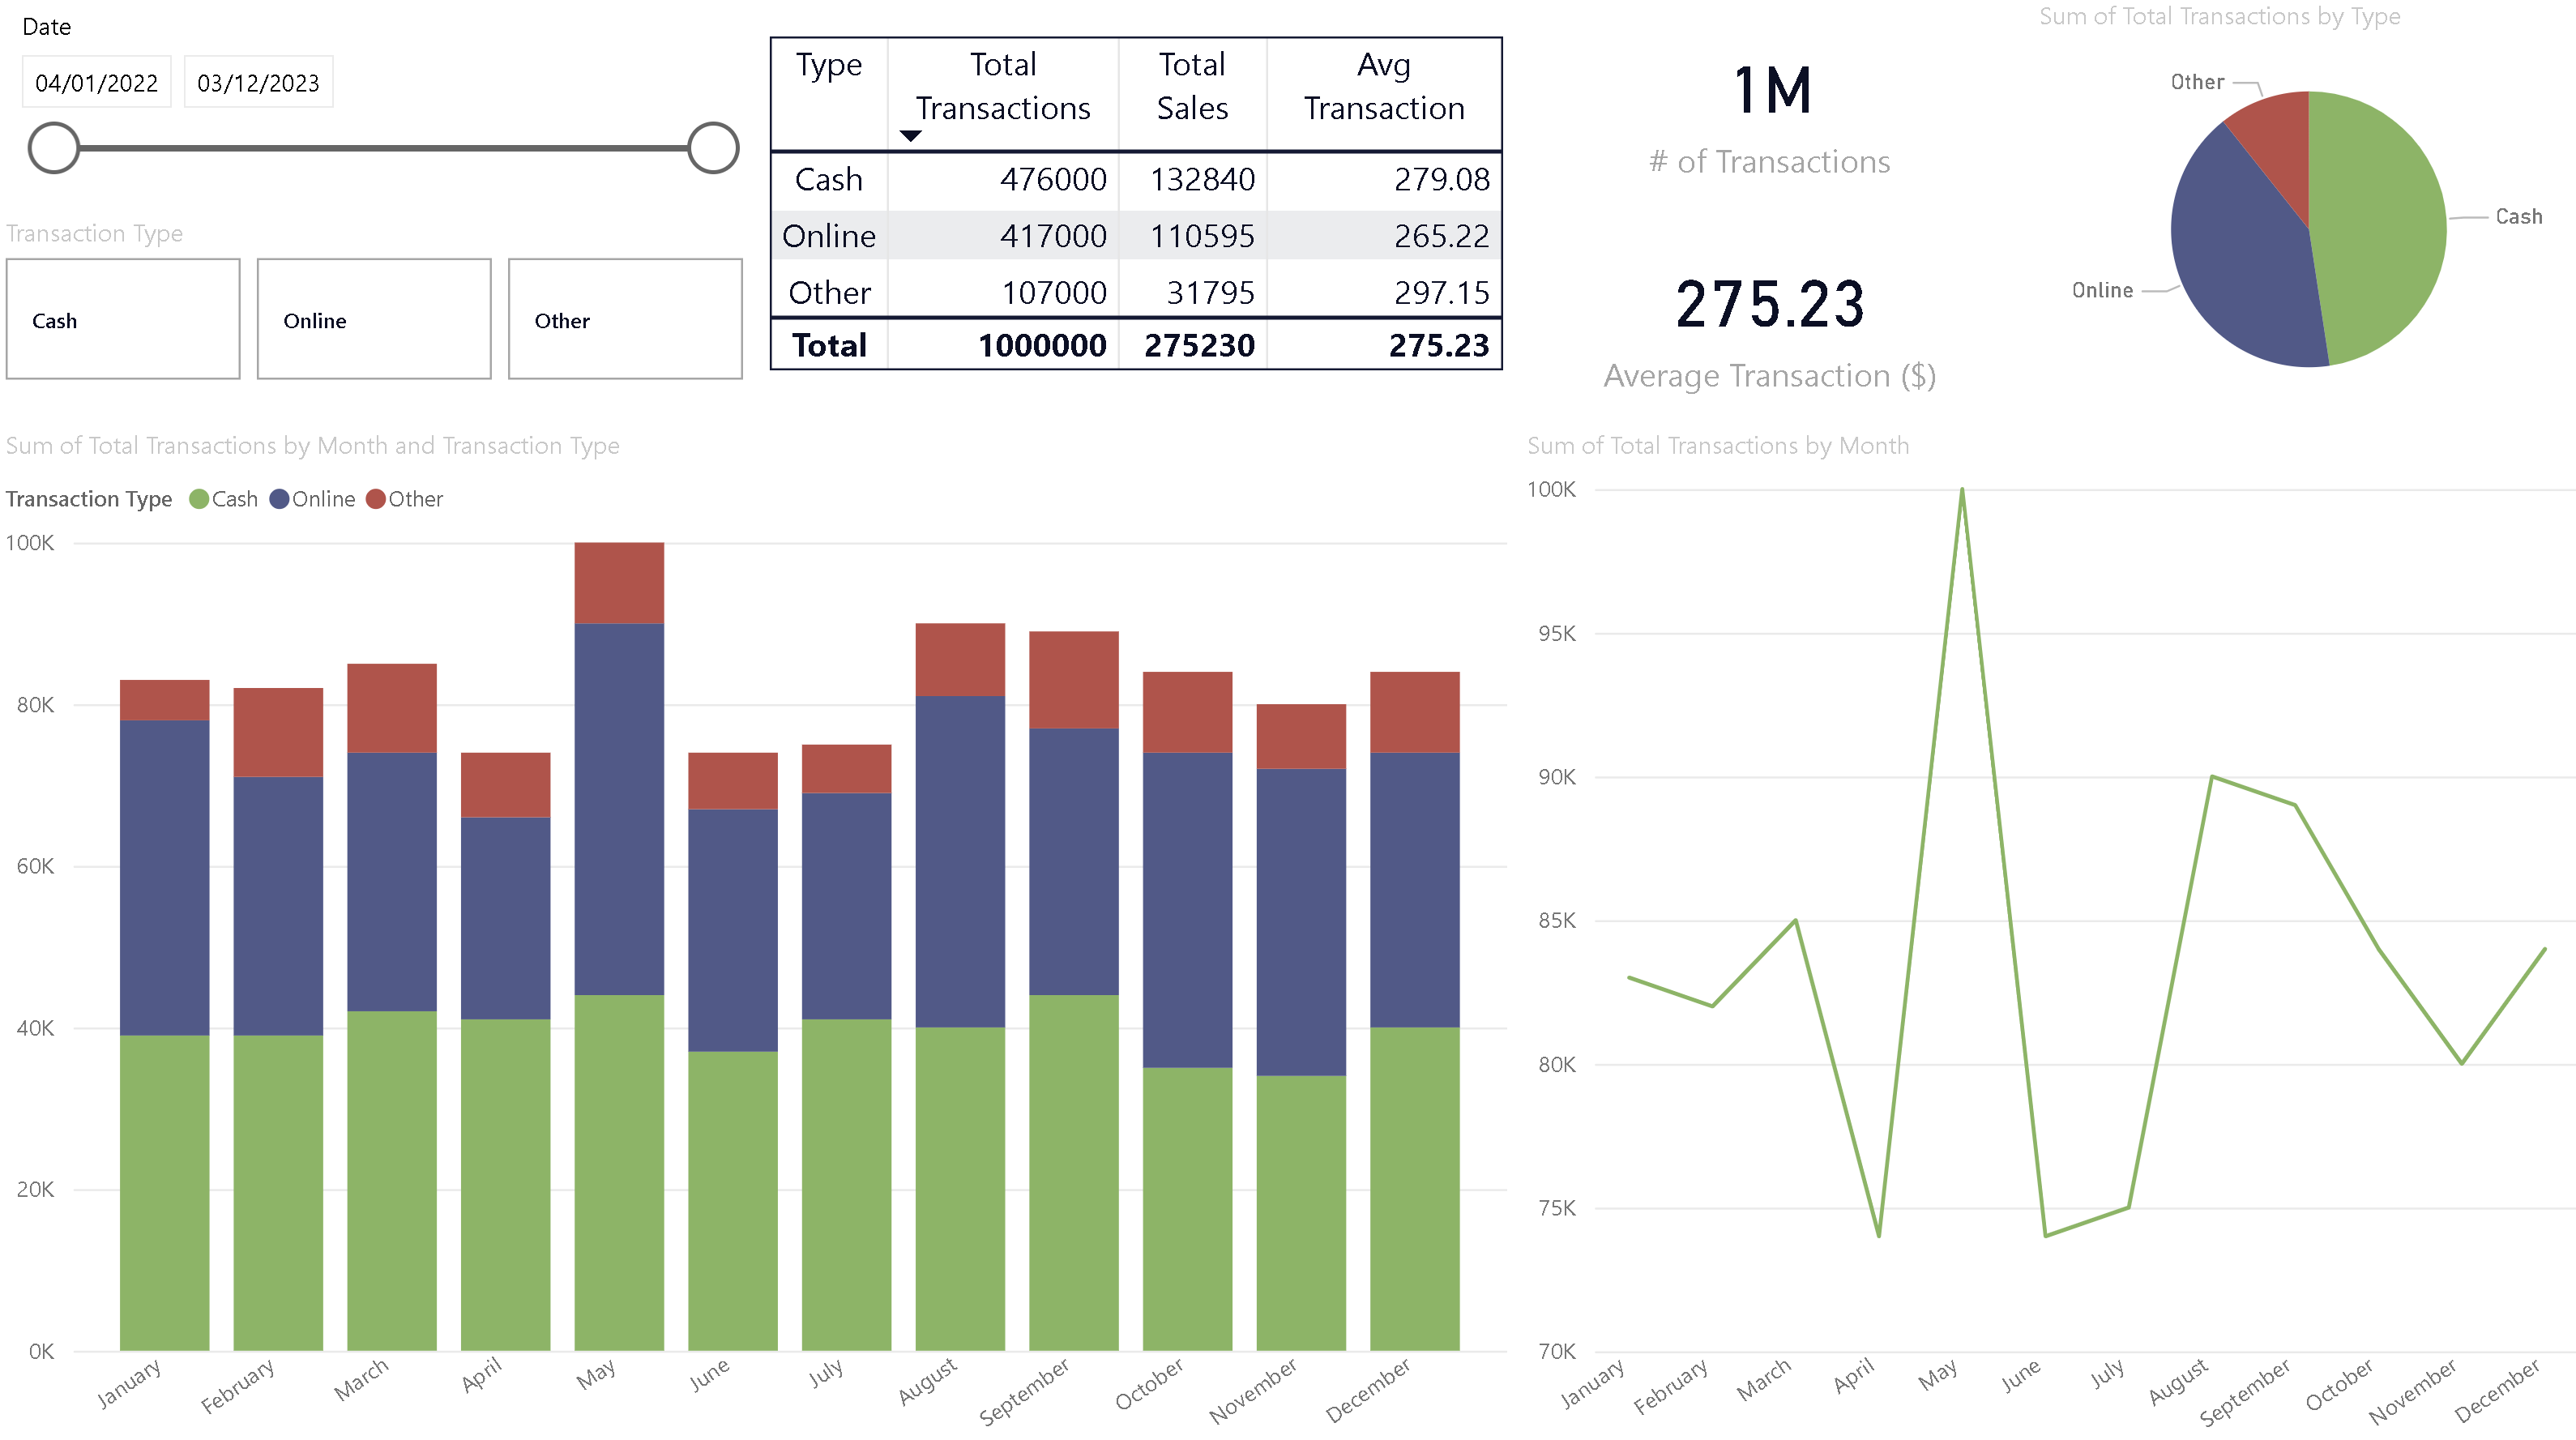 Date
04/01/2022 03/12/2023
Transaction Type
Cash Online Other
Type Total Transactions Total Sales Avg Transaction
Cash 476000 132840 279.08
Online 417000 110595 265.22
Other 107000 31795 297.15
Total 1000000 275230 275.23
1M
# of Transactions
275.23
Average Transaction ($)
Sum of Total Transactions by Type
Other
Cash
Online
Sum of Total Transactions by Month and Transaction Type
Transaction Type Cash Online Other
100K
80K
60K
40K
20K
0K
January February March April May June July August September October November December
Sum of Total Transactions by Month
100K
95K
90K
85K
80K
75K
70K
January February March April May June July August September October November December